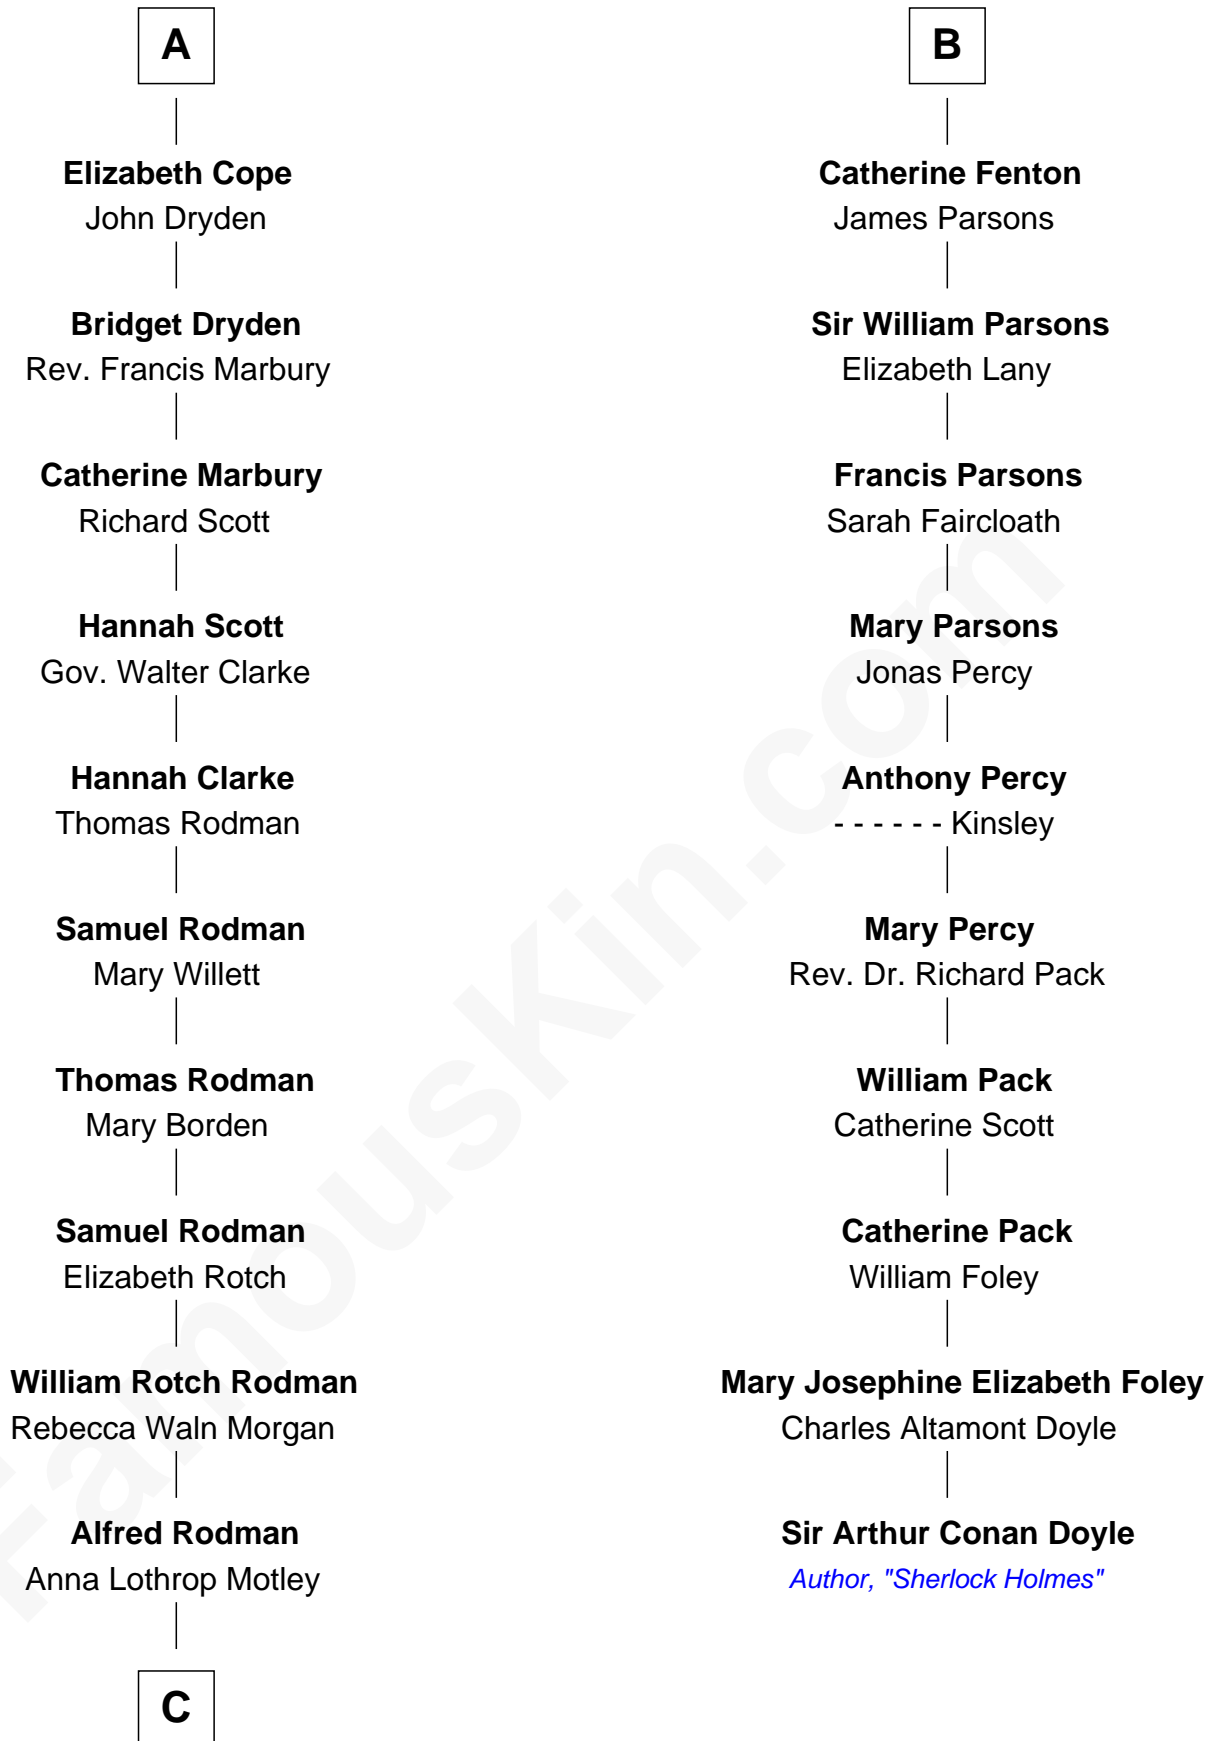 A
Elizabeth Cope
John Dryden
Bridget Dryden
Rev. Francis Marbury
Catherine Marbury
Richard Scott
Hannah Scott
Gov. Walter Clarke
Hannah Clarke
Thomas Rodman
Samuel Rodman
Mary Willett
Thomas Rodman
Mary Borden
Samuel Rodman
Elizabeth Rotch
William Rotch Rodman
Rebecca Waln Morgan
Alfred Rodman
Anna Lothrop Motley
C
B
Catherine Fenton
James Parsons
Sir William Parsons
Elizabeth Lany
Francis Parsons
Sarah Faircloath
Mary Parsons
Jonas Percy
Anthony Percy
- - - - - - Kinsley
Mary Percy
Rev. Dr. Richard Pack
William Pack
Catherine Scott
Catherine Pack
William Foley
Mary Josephine Elizabeth Foley
Charles Altamont Doyle
Sir Arthur Conan Doyle
Author, "Sherlock Holmes"
FamousKin.com